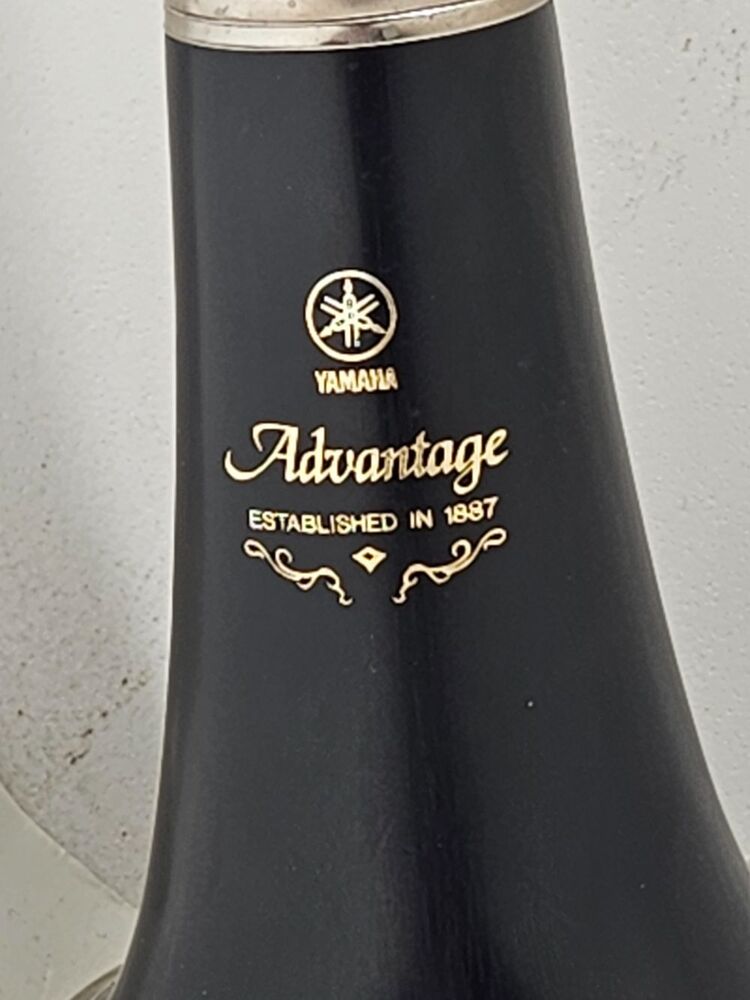 YAMAHA
Advantage
ESTABLISHED IN 1887